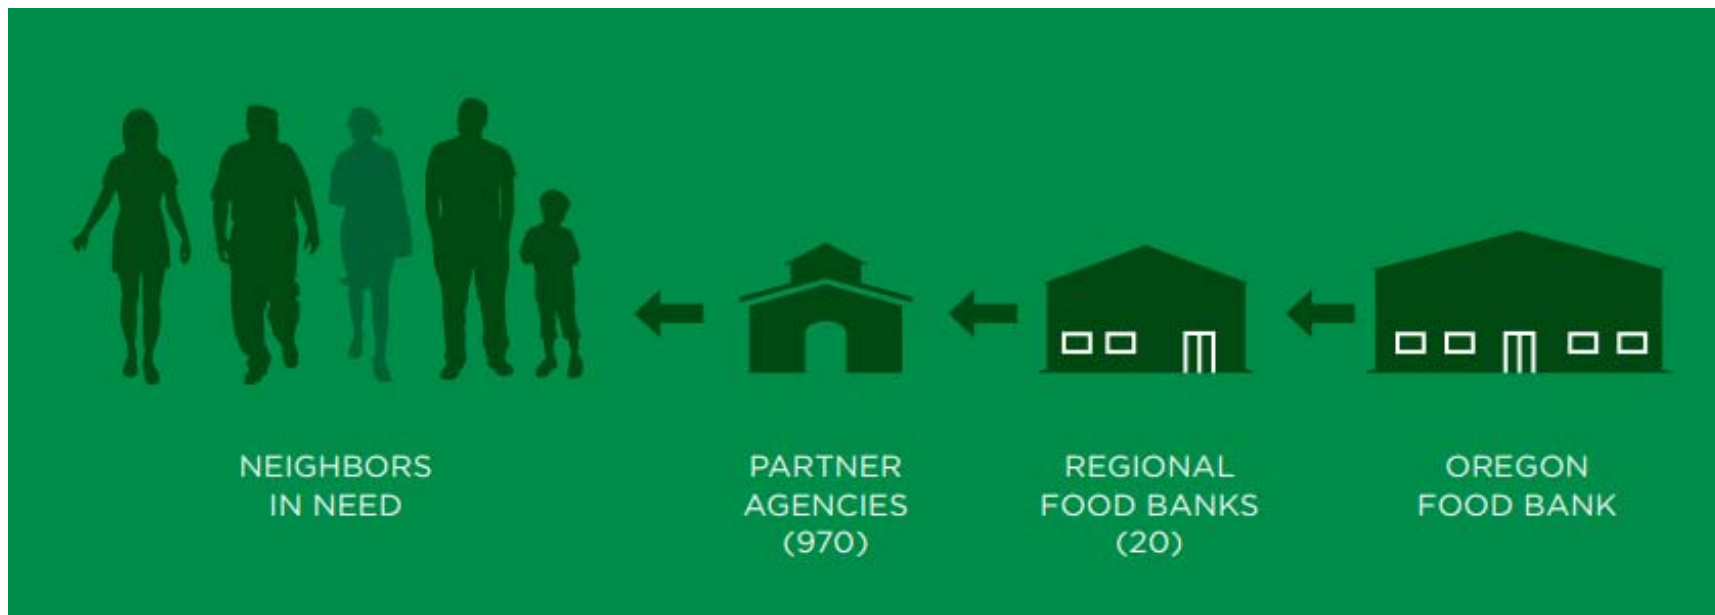 NEIGHBORS
IN NEED
PARTNER
AGENCIES
(970)
REGIONAL
FOOD BANKS
(20)
OREGON
FOOD BANK